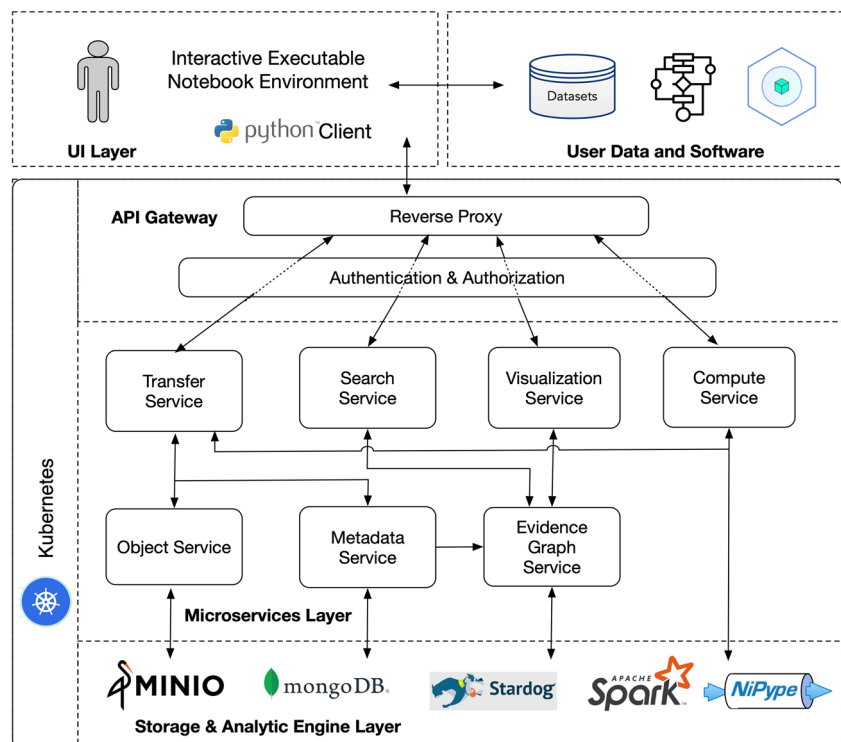 Interactive Executable
Notebook Environment
python™ Client
UI Layer
Datasets
User Data and Software
Kubernetes
API Gateway
Reverse Proxy
Authentication & Authorization
Transfer
Service
Search
Service
Visualization
Service
Compute
Service
Object Service
Metadata
Service
Evidence
Graph
Service
Microservices Layer
MINIO
mongoDB®
Stardog
APACHE
Spark™
NiPype
Storage & Analytic Engine Layer